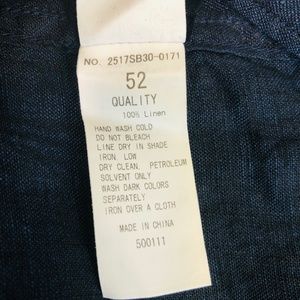 NO. 2517SB30-0171
52
QUALITY
100% Linen
HAND WASH COLD
DO NOT BLEACH
LINE DRY IN SHADE
IRON, LOW
DRY CLEAN, PETROLEUM
SOLVENT ONLY
WASH DARK COLORS
SEPARATELY
IRON OVER A CLOTH
MADE IN CHINA
500111